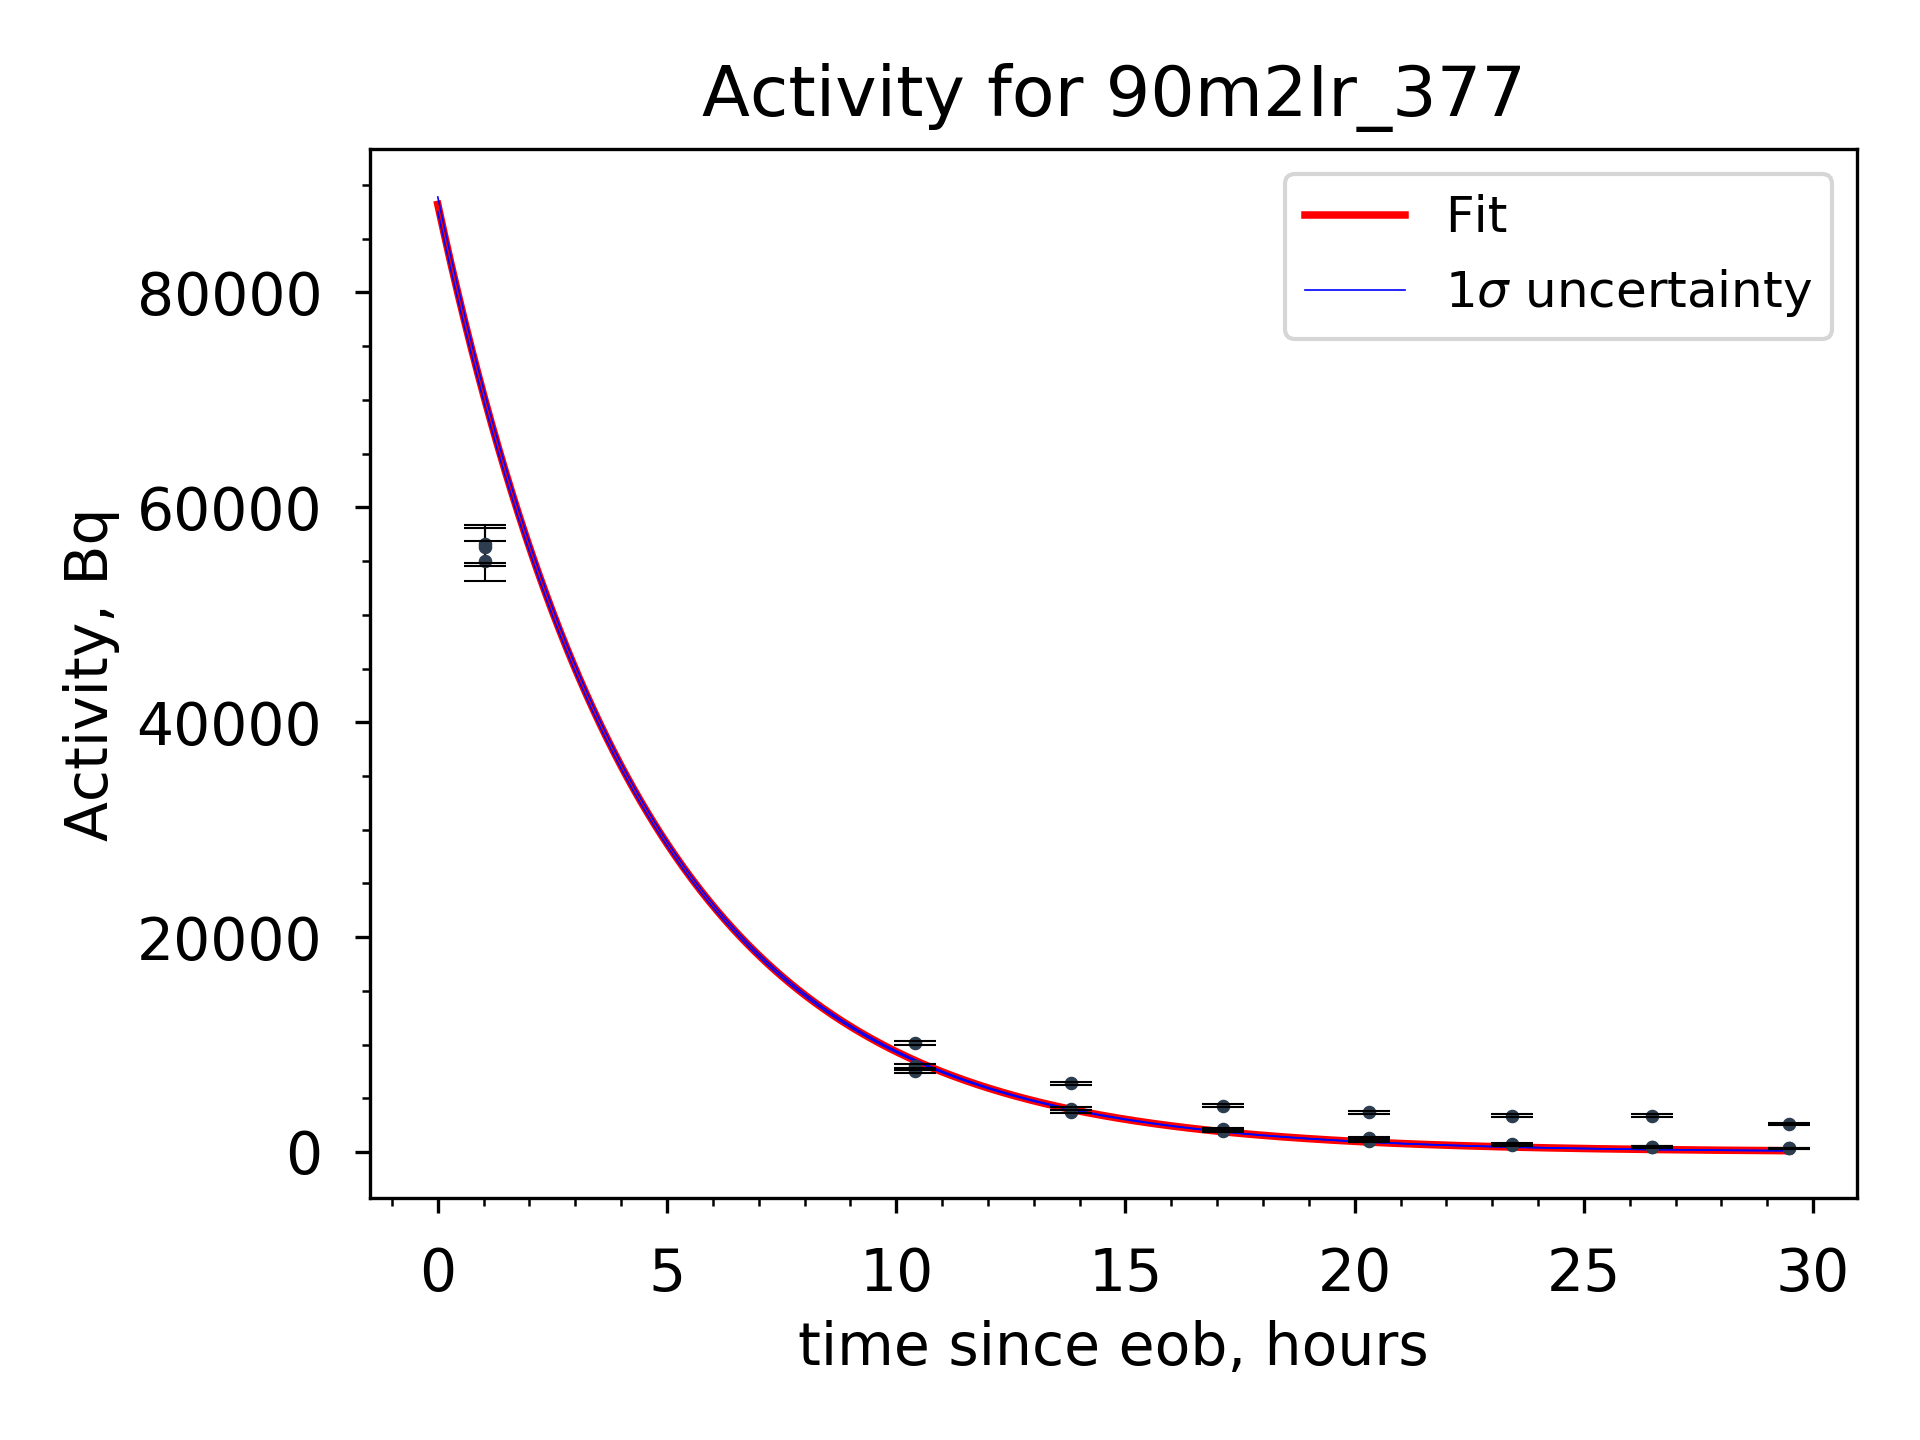 Activity for 90m2Ir_377
Fit
1σ uncertainty
Activity, Bq
80000
60000
40000
20000
0
0 5 10 15 20 25 30
time since eob, hours